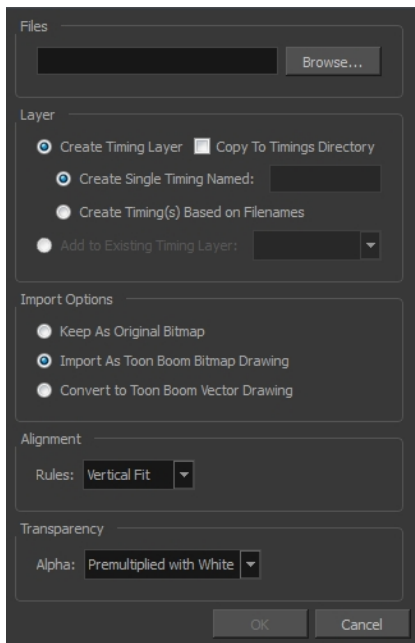 Files
Browse...
Layer
Create Timing Layer Copy To Timings Directory
Create Single Timing Named:
Create Timing(s) Based on Filenames
Add to Existing Timing Layer:
Import Options
Keep As Original Bitmap
Import As Toon Boom Bitmap Drawing
Convert to Toon Boom Vector Drawing
Alignment
Rules: Vertical Fit
Transparency
Alpha: Premultiplied with White
OK Cancel